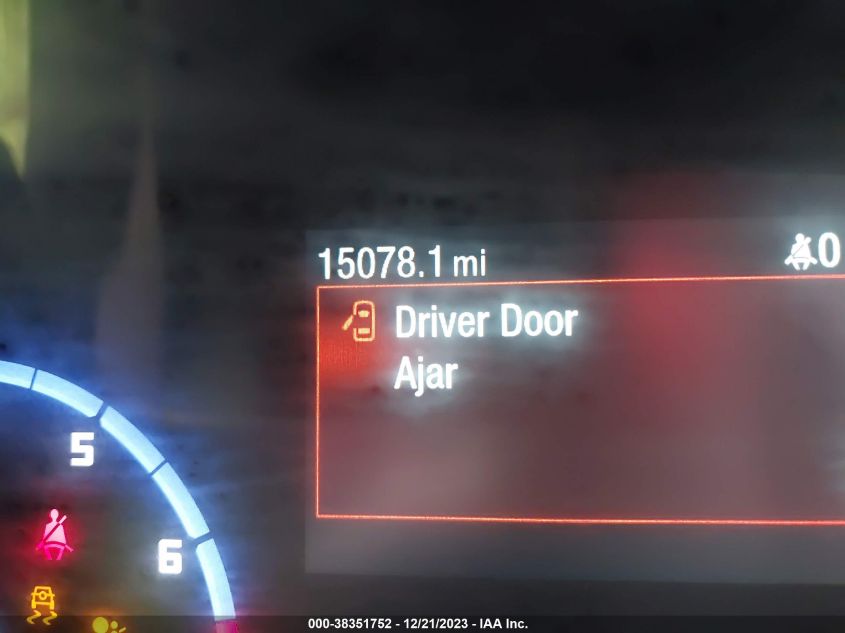 15078.1 mi
0
Driver Door
Ajar
5
6
000-38351752 - 12/21/2023 - IAA Inc.